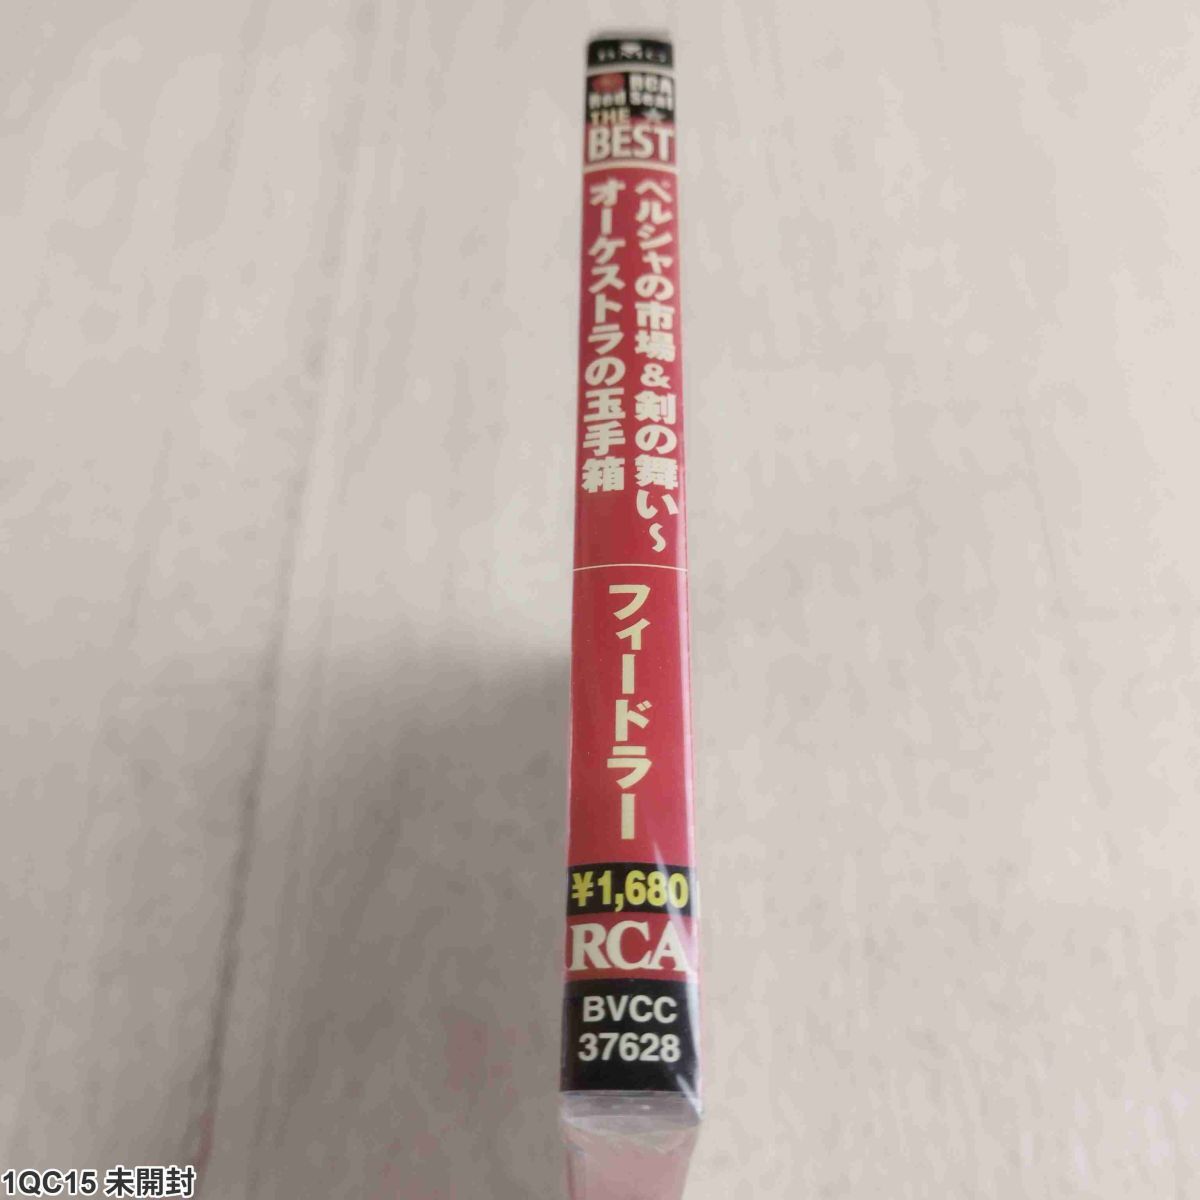 BMG
Red
RCA
Seal
THE
BEST
ペルシャの市場&剣の舞い〜
オーケストラの玉手箱
フィードラー
¥1,680
RCA
BVCC
37628
1QC15 未開封